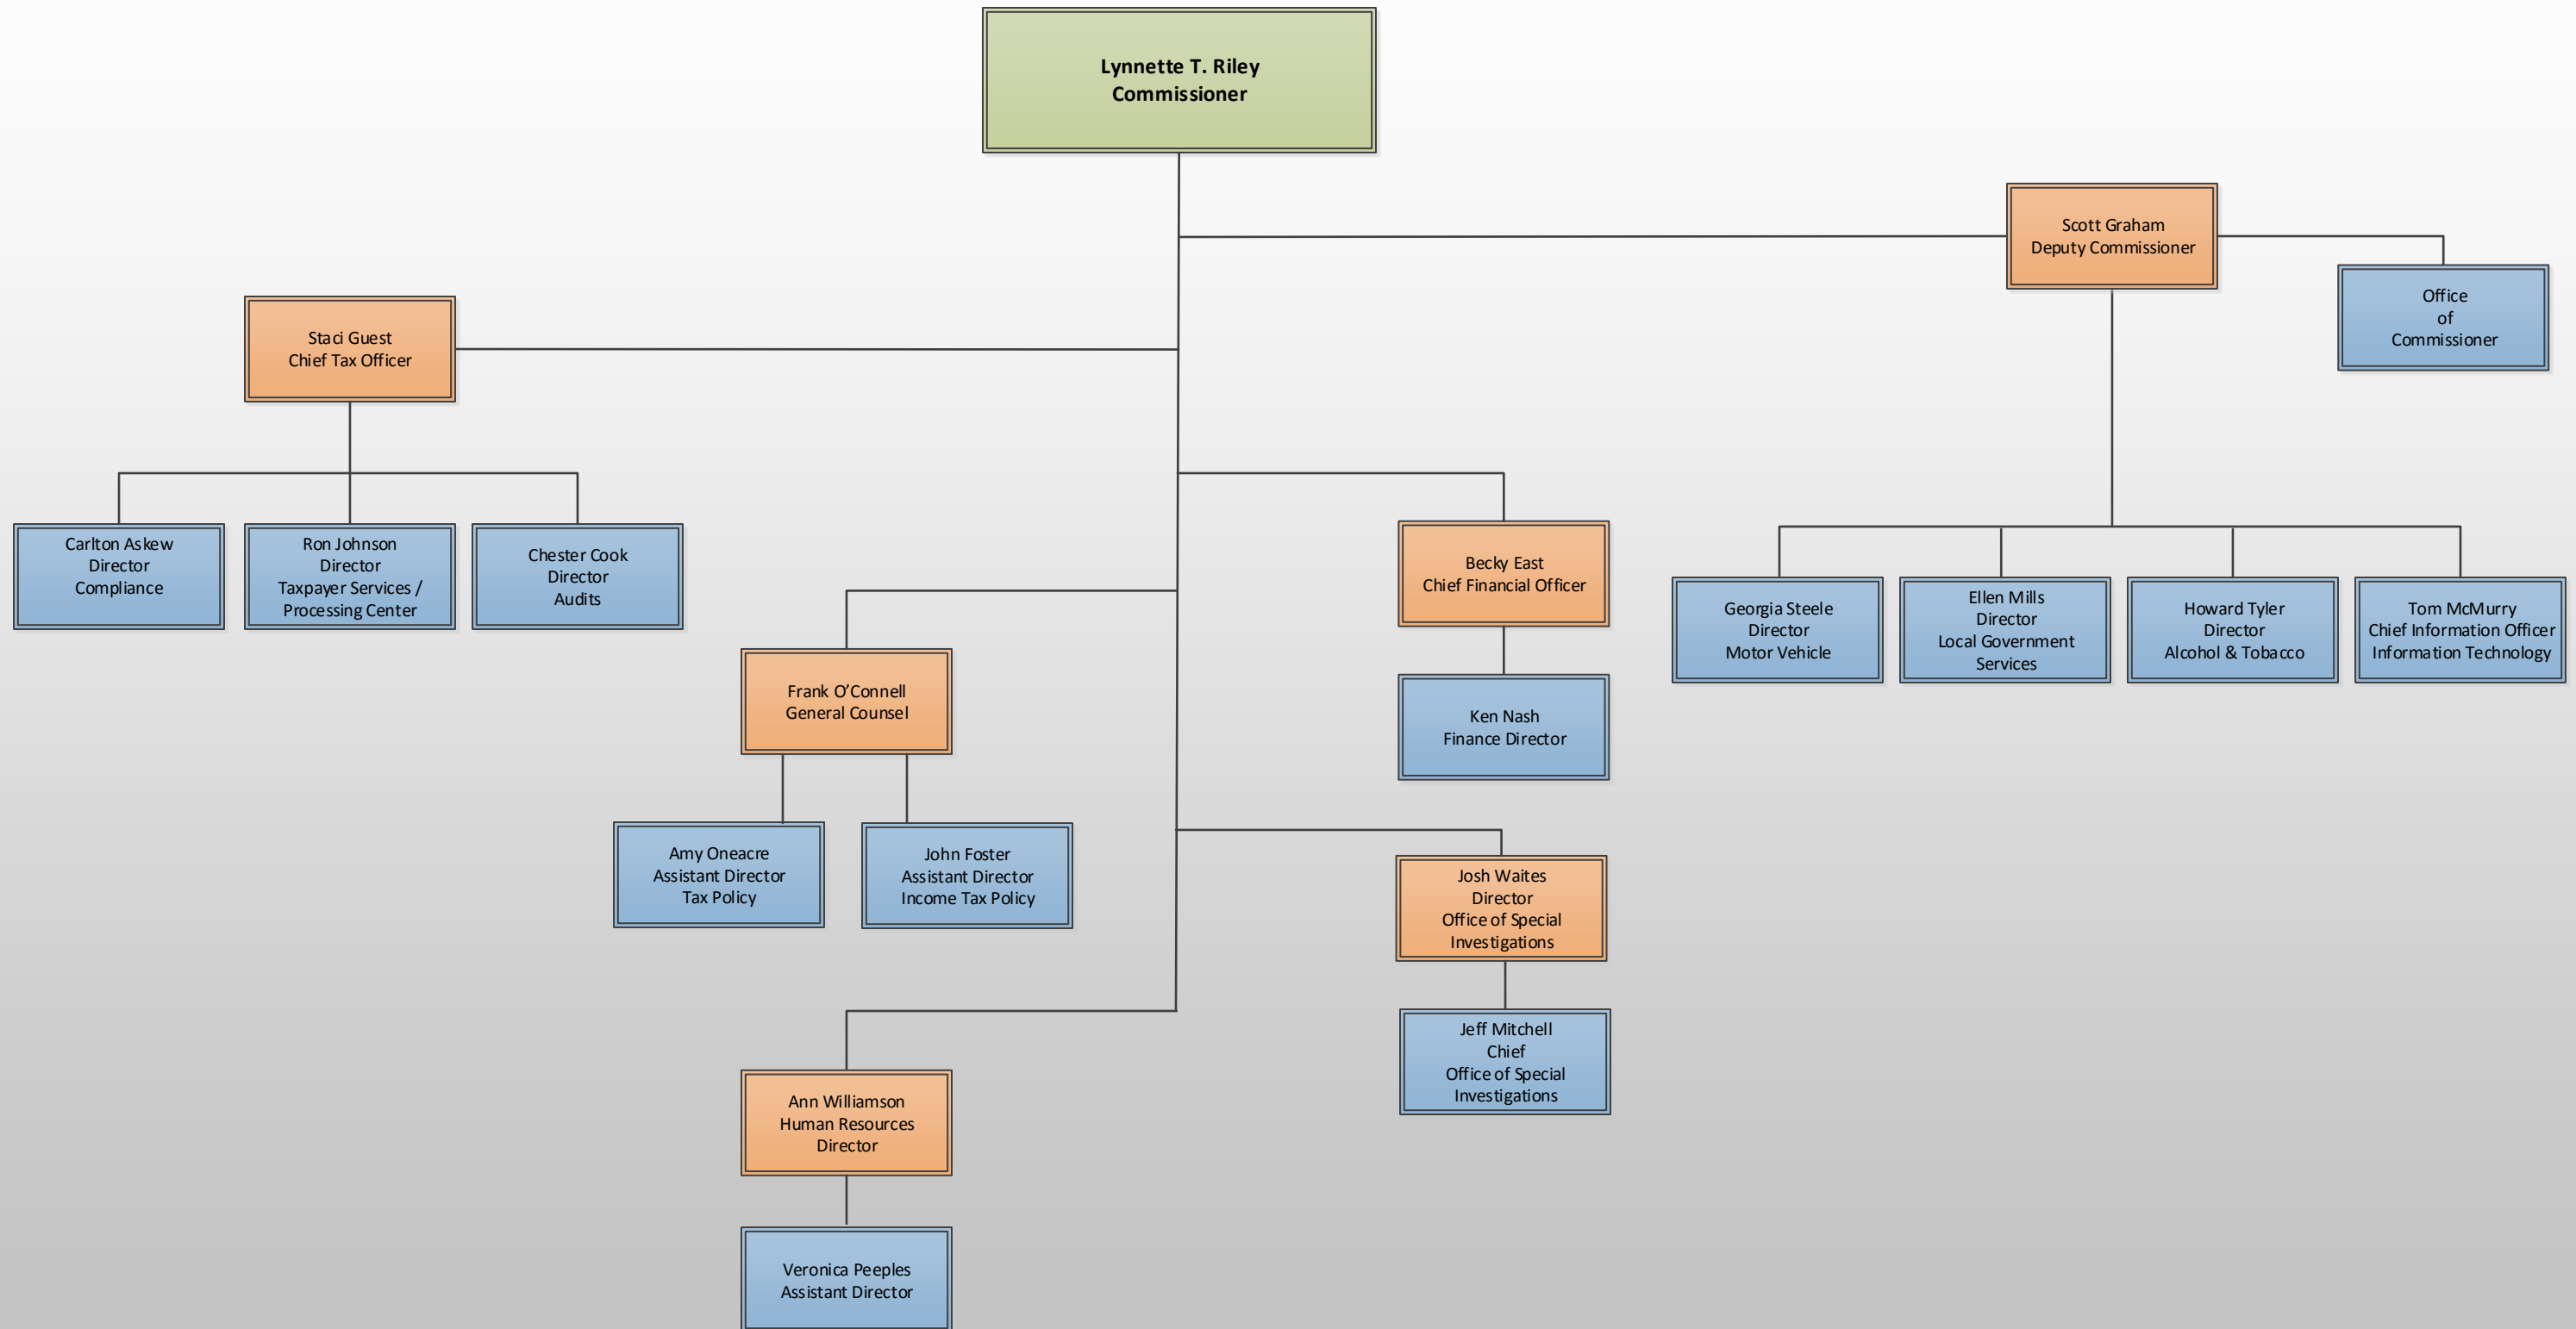 Lynnette T. Riley
Commissioner
Scott Graham
Deputy Commissioner
Office
of
Commissioner
Staci Guest
Chief Tax Officer
Carlton Askew
Director
Compliance
Ron Johnson
Director
Taxpayer Services /
Processing Center
Chester Cook
Director
Audits
Becky East
Chief Financial Officer
Georgia Steele
Director
Motor Vehicle
Ellen Mills
Director
Local Government
Services
Howard Tyler
Director
Alcohol & Tobacco
Tom McMurry
Chief Information Officer
Information Technology
Frank O’Connell
General Counsel
Ken Nash
Finance Director
Amy Oneacre
Assistant Director
Tax Policy
John Foster
Assistant Director
Income Tax Policy
Josh Waites
Director
Office of Special
Investigations
Jeff Mitchell
Chief
Office of Special
Investigations
Ann Williamson
Human Resources
Director
Veronica Peeples
Assistant Director